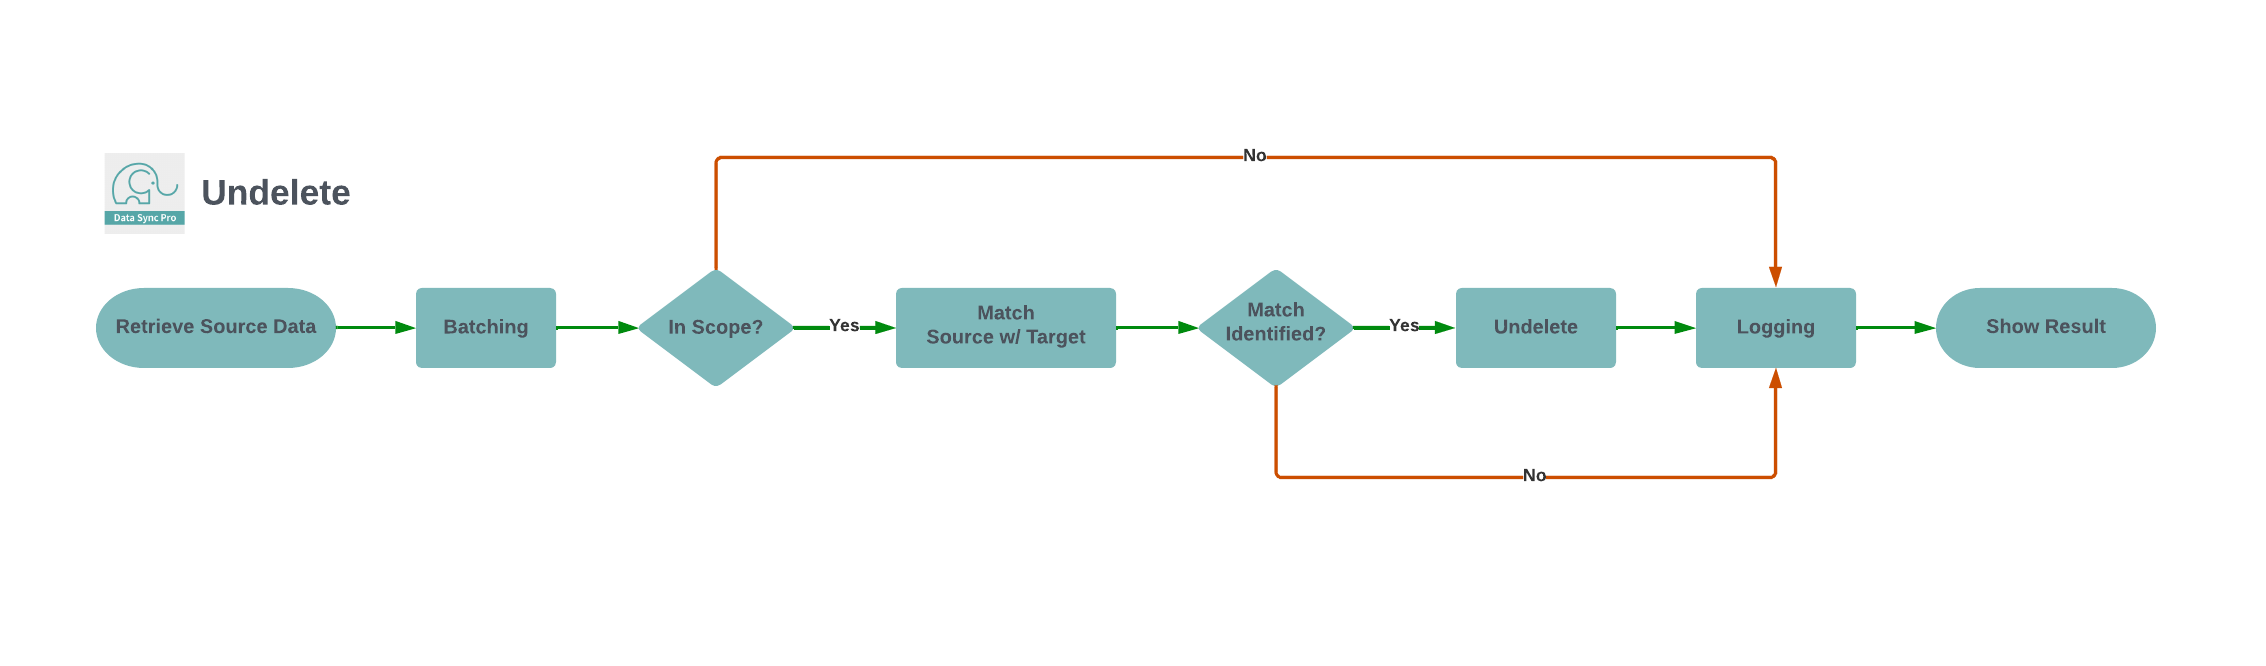 Undelete
Data Sync Pro
No
Retrieve Source Data
Batching
In Scope?
Yes
Match
Source w/ Target
Match
Identified?
Yes
Undelete
Logging
Show Result
No